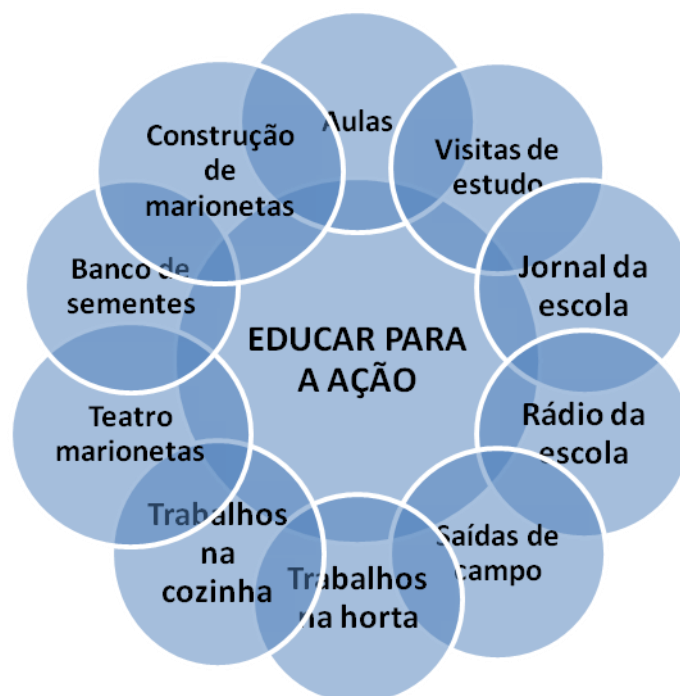 Aulas
Visitas de
estudo
Jornal da
escola
Rádio da
escola
Saídas de
campo
Trabalhos
na horta
Trabalhos
na
cozinha
Teatro
marionetas
Banco de
sementes
Construção
de
marionetas
EDUCAR PARA
A AÇÃO